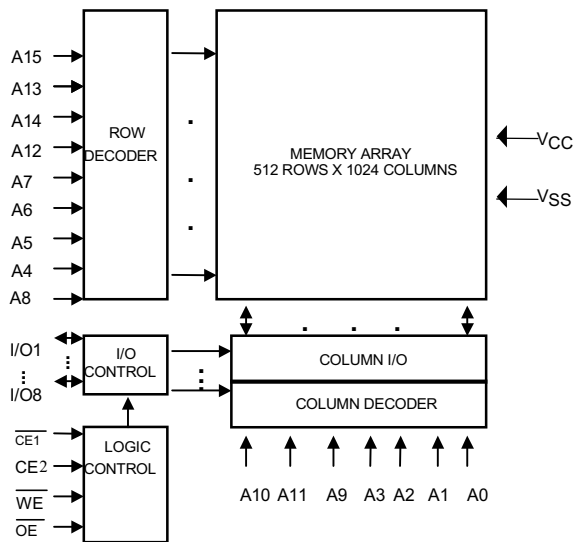 A15
A13
A14
A12
A7
A6
A5
A4
A8
ROW
DECODER
MEMORY ARRAY
512 ROWS X 1024 COLUMNS
VCC
VSS
I/O1
I/O8
I/O
CONTROL
COLUMN I/O
COLUMN DECODER
CE1
CE2
WE
OE
LOGIC
CONTROL
A10 A11 A9 A3 A2 A1 A0